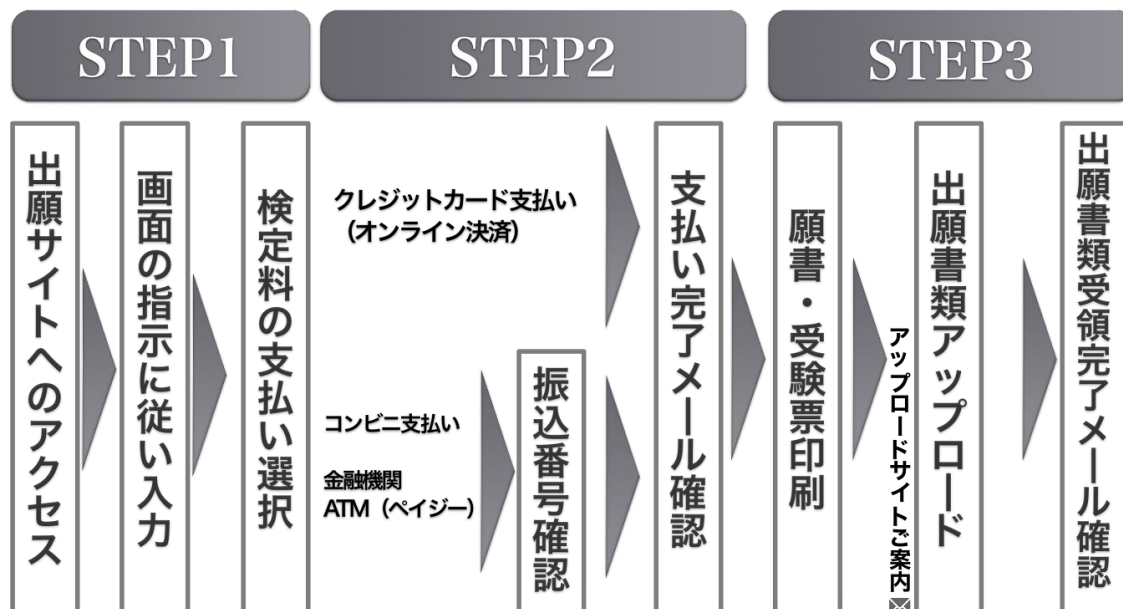 STEP1
STEP2
STEP3
出願サイトへのアクセス
画面の指示に従い入力
検定料の支払い選択
クレジットカード支払い
（オンライン決済）
コンビニ支払い
金融機関
ATM（ペイジー）
振込番号確認
支払い完了メール確認
願書・受験票印刷
アップロードサイトご案内
出願書類アップロード
出願書類受領完了メール確認